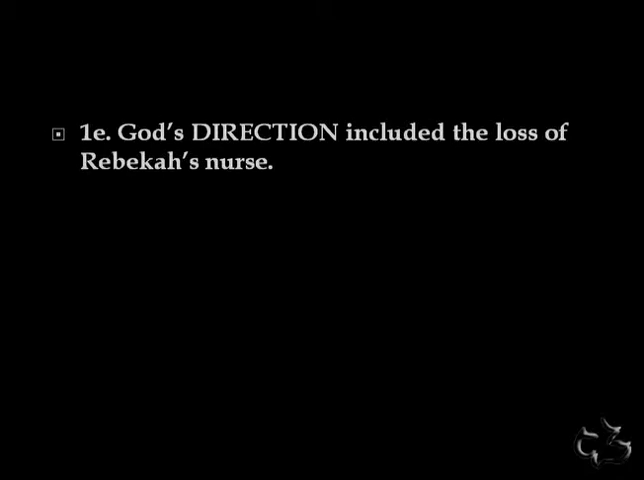 1e. God's DIRECTION included the loss of
Rebekah's nurse.